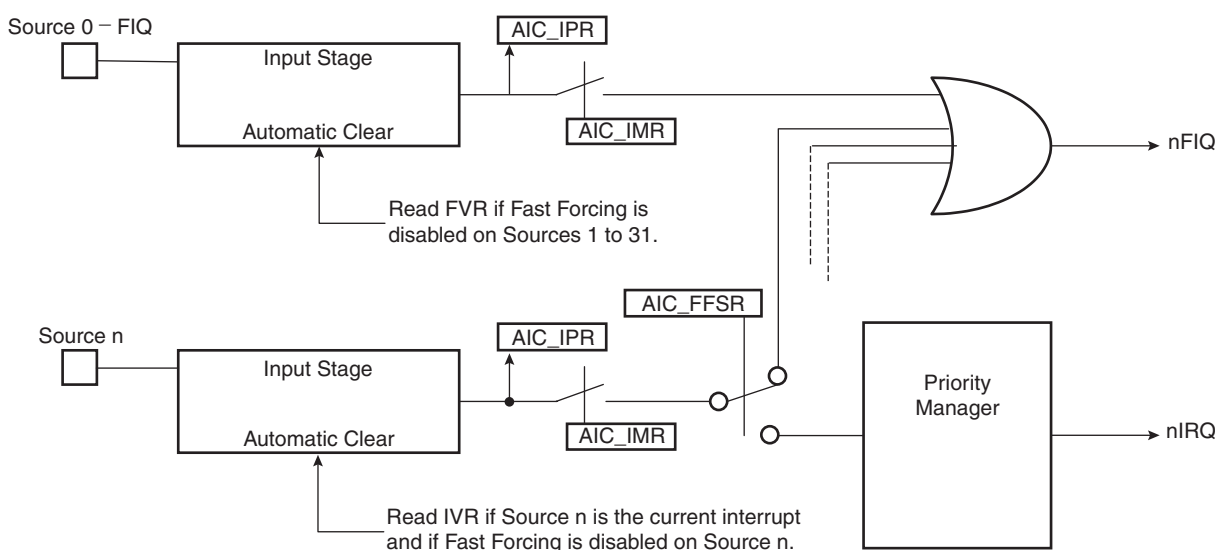 Source 0 – FIQ
Input Stage
Automatic Clear
AIC_IPR
AIC_IMR
nFIQ
Read FVR if Fast Forcing is
disabled on Sources 1 to 31.
AIC_FFSR
Source n
Input Stage
Automatic Clear
AIC_IPR
AIC_IMR
Priority
Manager
nIRQ
Read IVR if Source n is the current interrupt
and if Fast Forcing is disabled on Source n.